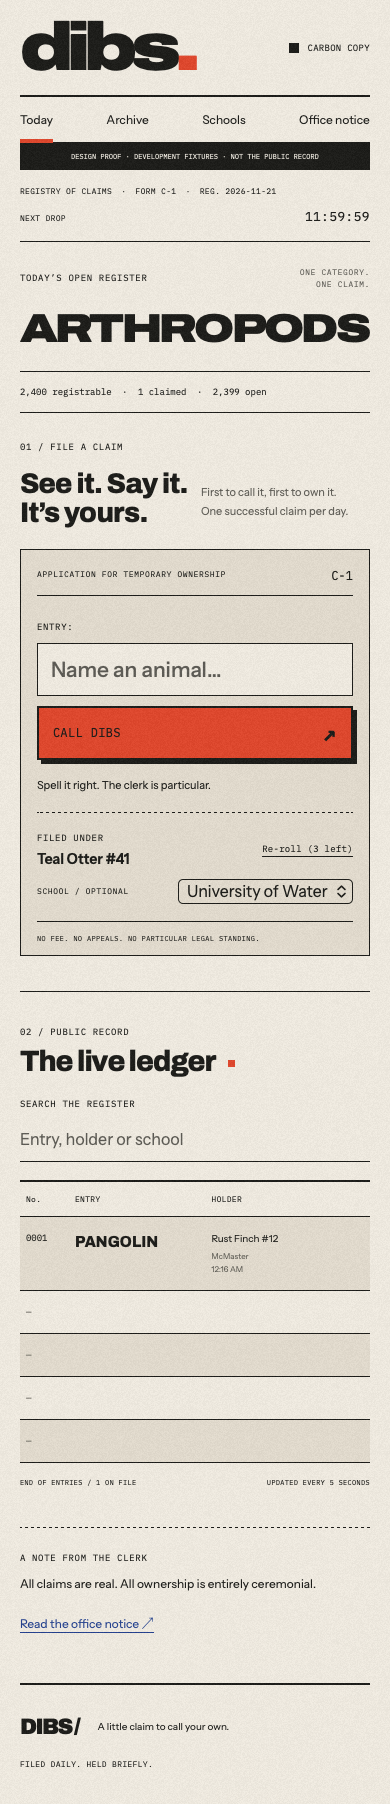 dibs.
CARBON COPY
Today Archive Schools Office notice
DESIGN PROOF · DEVELOPMENT FIXTURES · NOT THE PUBLIC RECORD
REGISTRY OF CLAIMS · FORM C-1 · REG. 2026-11-21
NEXT DROP 11:59:59
TODAY’S OPEN REGISTER
ONE CATEGORY.
ONE CLAIM.
ARTHROPODS
2,400 registrable · 1 claimed · 2,399 open
01 / FILE A CLAIM
See it. Say it.
It’s yours.
First to call it, first to own it.
One successful claim per day.
APPLICATION FOR TEMPORARY OWNERSHIP C-1
ENTRY:
Name an animal…
CALL DIBS ↗
Spell it right. The clerk is particular.
FILED UNDER
Teal Otter #41
Re-roll (3 left)
SCHOOL / OPTIONAL University of Water
NO FEE. NO APPEALS. NO PARTICULAR LEGAL STANDING.
02 / PUBLIC RECORD
The live ledger
SEARCH THE REGISTER
Entry, holder or school
No. ENTRY HOLDER
0001 PANGOLIN Rust Finch #12
McMaster
12:16 AM
—
—
—
—
END OF ENTRIES / 1 ON FILE UPDATED EVERY 5 SECONDS
A NOTE FROM THE CLERK
All claims are real. All ownership is entirely ceremonial.
Read the office notice ↗
DIBS/ A little claim to call your own.
FILED DAILY. HELD BRIEFLY.